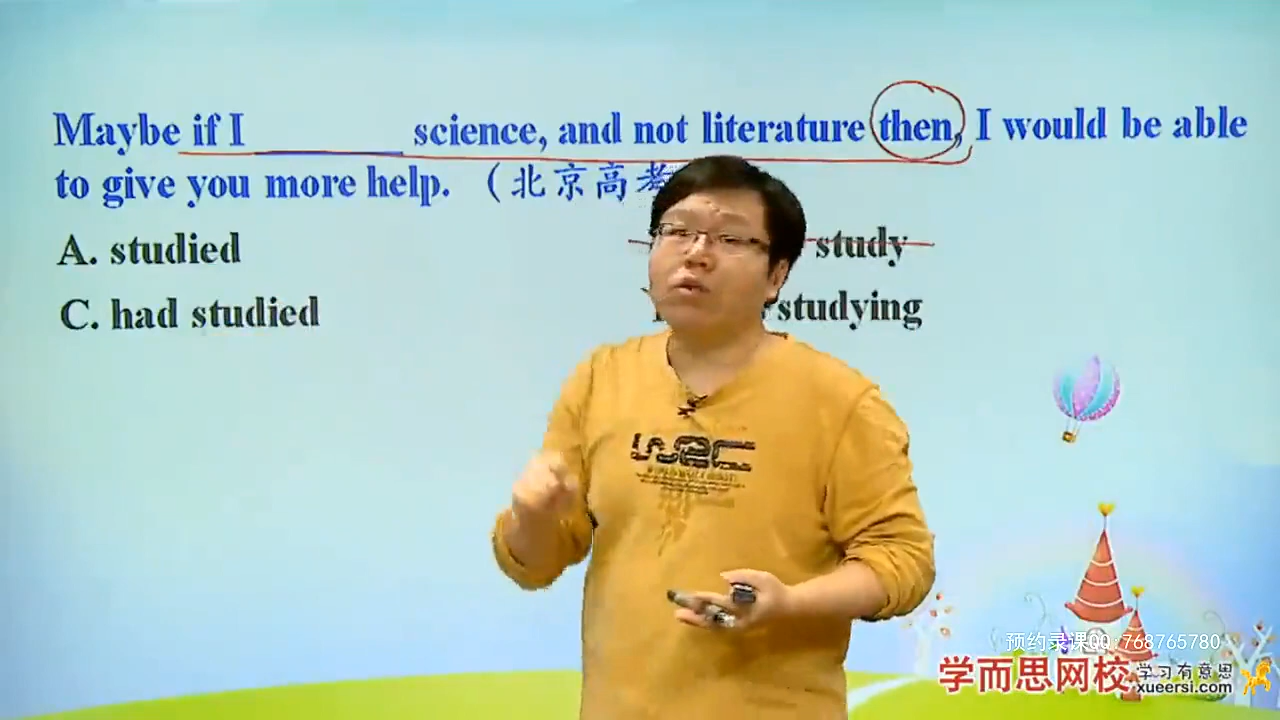 Maybe if I ________ science, and not literature then, I would be able
to give you more help. （北京高考
A. studied
study
C. had studied
studying
WRC
预约录课QQ:768765780
学而思网校 学习有意思
xueersi.com